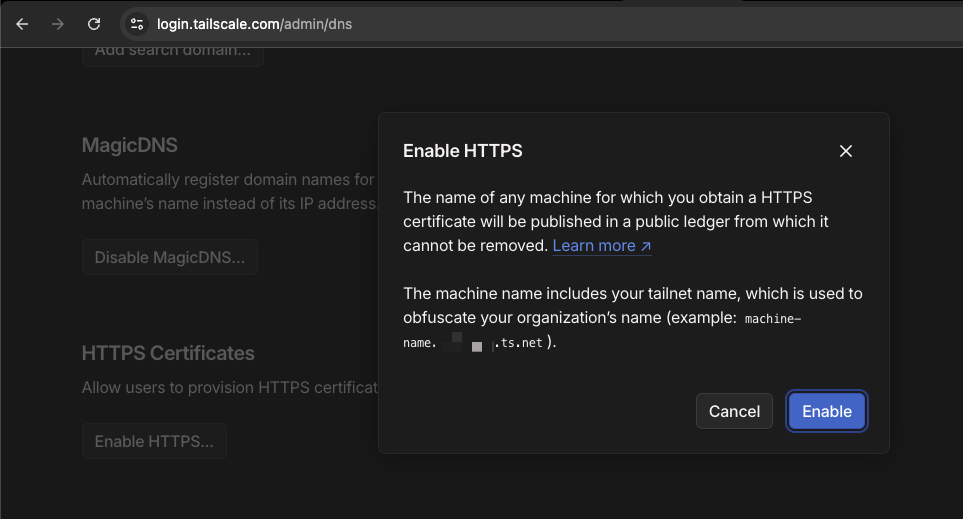 login.tailscale.com/admin/dns
Add search domain...
MagicDNS
Automatically register domain names for
machine's name instead of its IP address.
Disable MagicDNS...
HTTPS Certificates
Allow users to provision HTTPS certificat
Enable HTTPS...
Enable HTTPS
The name of any machine for which you obtain a HTTPS
certificate will be published in a public ledger from which it
cannot be removed. Learn more ↗
The machine name includes your tailnet name, which is used to
obfuscate your organization's name (example: machine-
name. .ts.net ).
Cancel
Enable